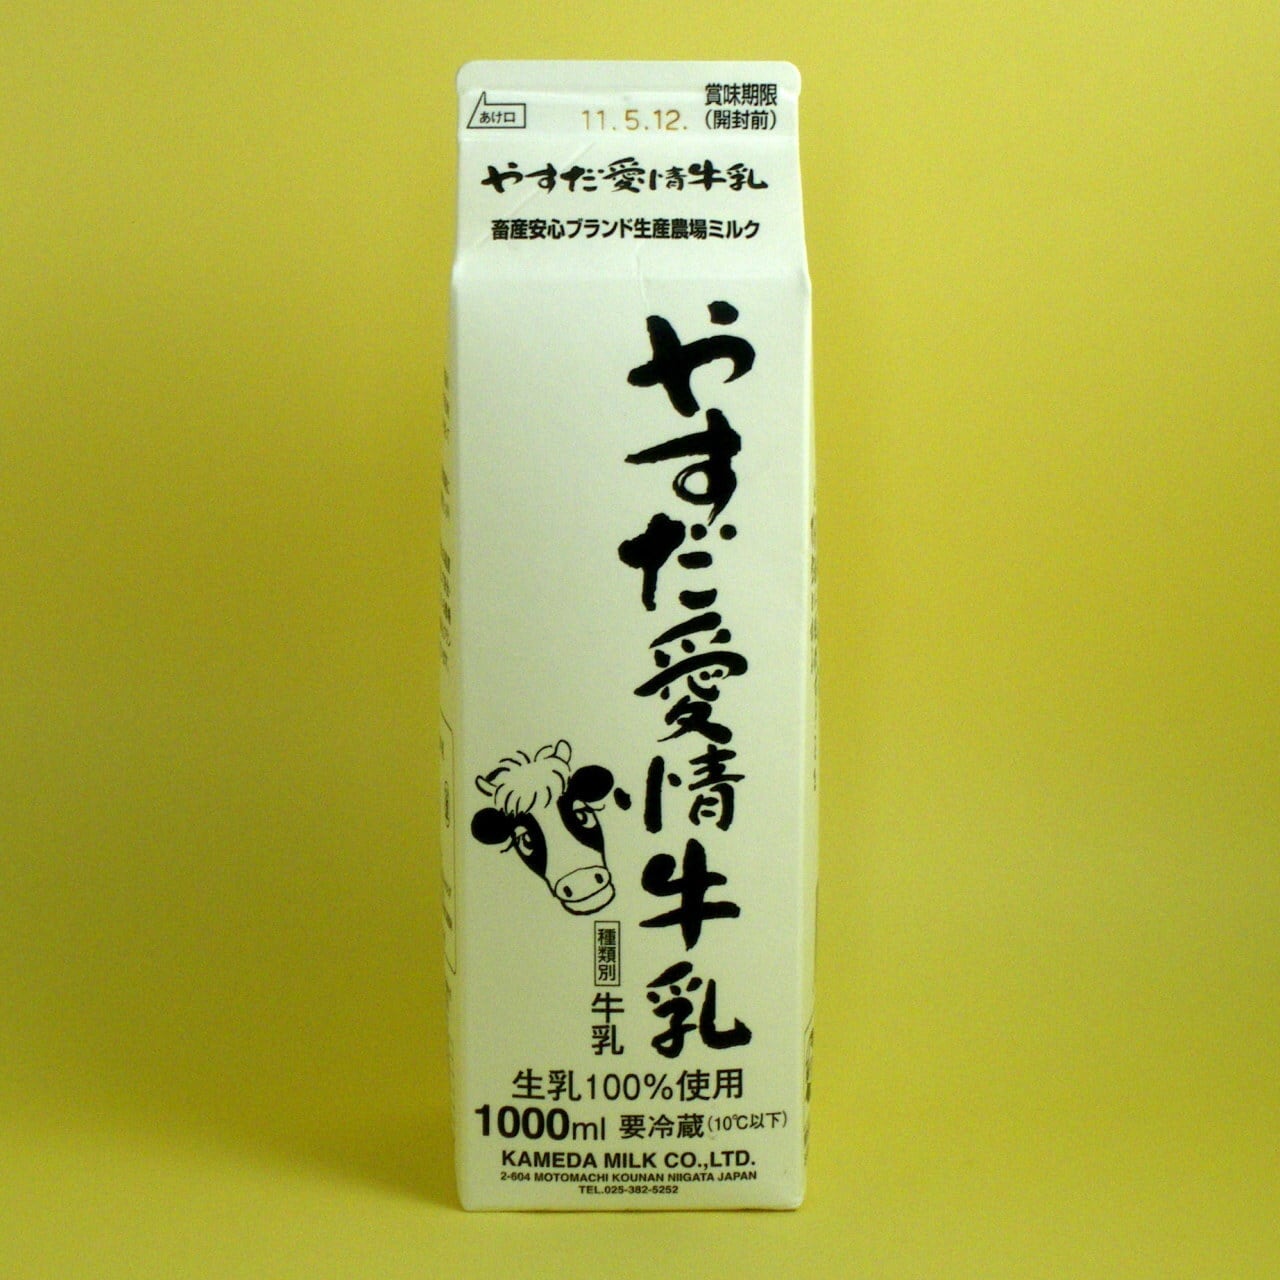 あけ口
11.5.12.
賞味期限
(開封前)
やすだ愛情牛乳
畜産安心ブランド生産農場ミルク
やすだ愛情牛乳
種類別
牛乳
生乳100%使用
1000ml 要冷蔵(10℃以下)
KAMEDA MILK CO.,LTD.
2-604 MOTOMACHI KOUNAN NIIGATA JAPAN
TEL.025-382-5252